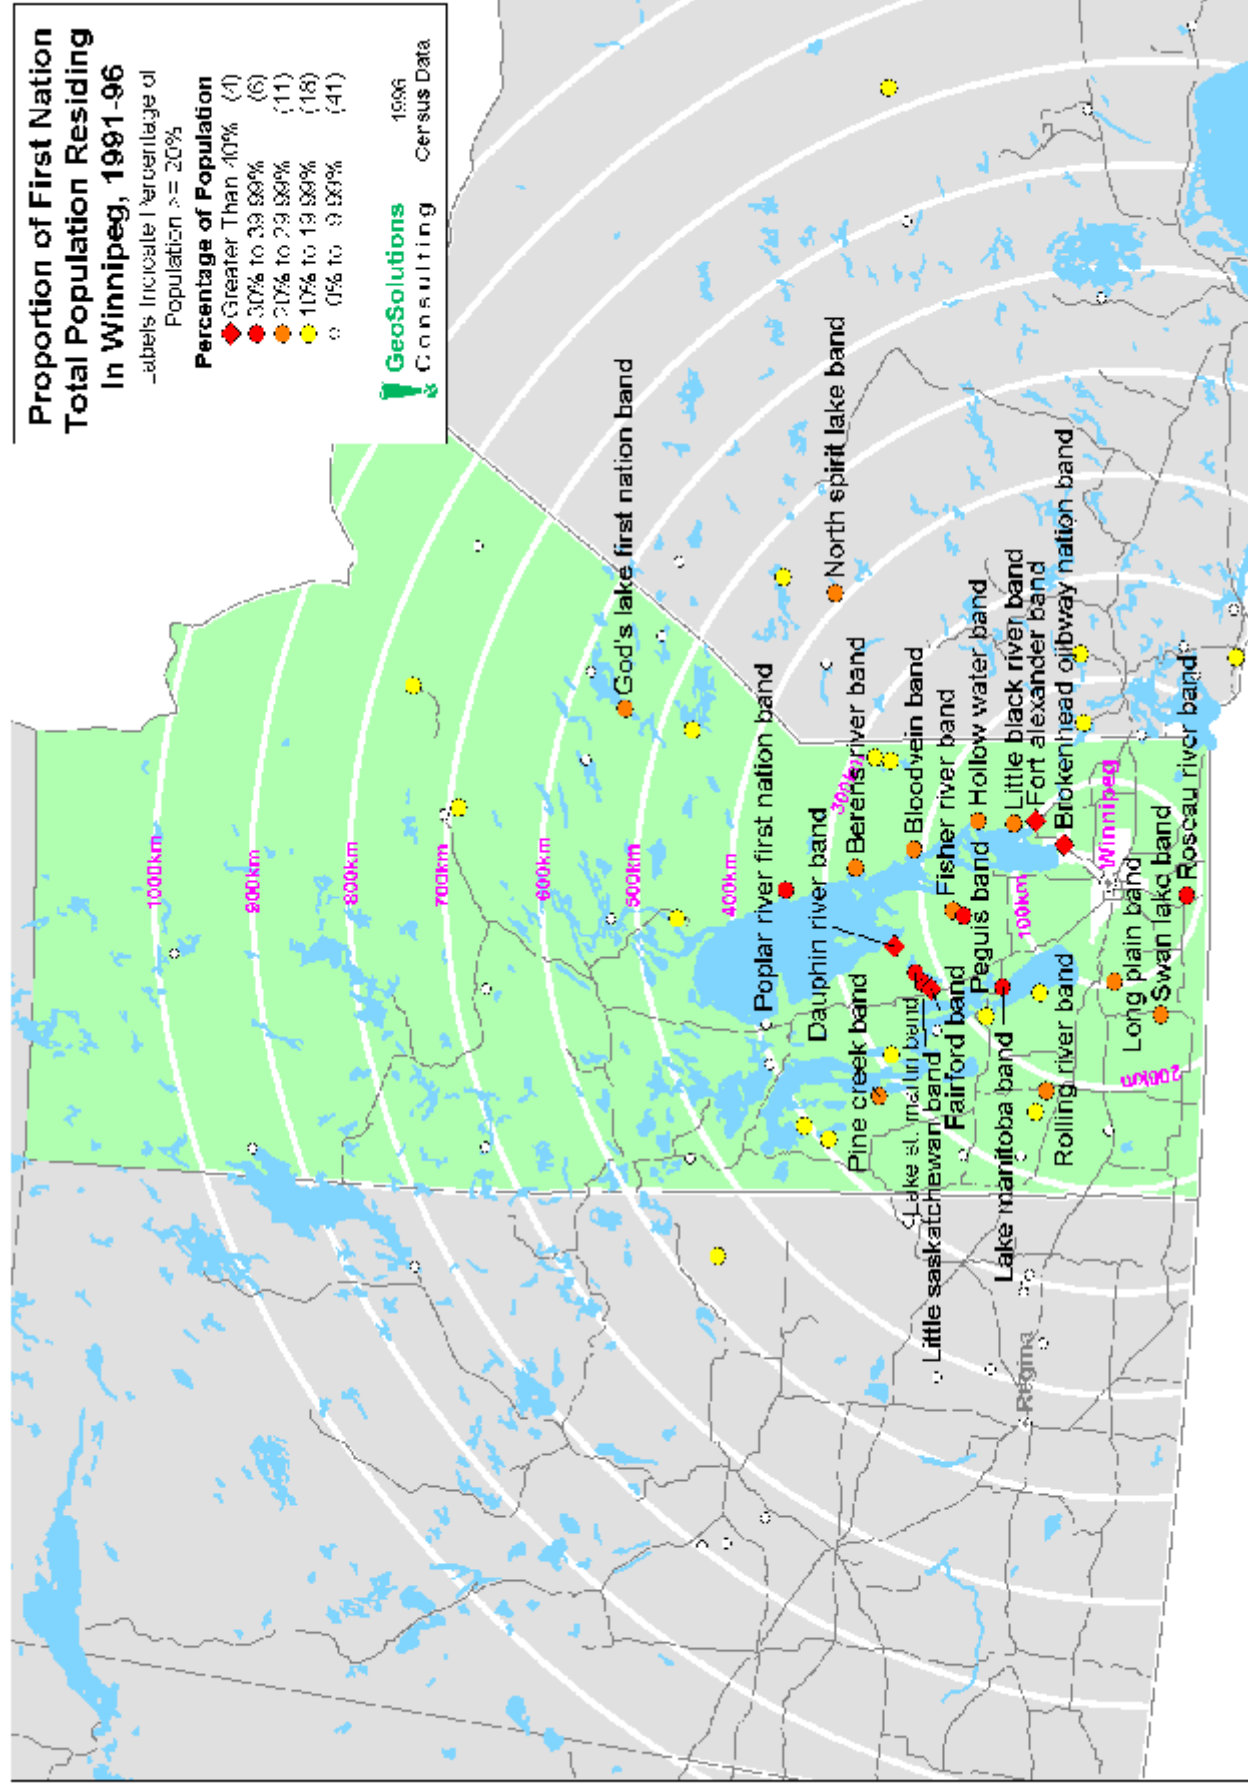 Proportion of First Nation
Total Population Residing
In Winnipeg, 1991-96
Labels Indicate Percentage of
Population >= 20%
Percentage of Population
Greater Than 40% (4)
30% to 39.99% (6)
20% to 29.99% (11)
10% to 19.99% (18)
0% to 9.99% (41)
GeoSolutions
Consulting
1996
Census Data
1000km
900km
800km
700km
600km
500km
400km
300km
200km
100km
God's lake first nation band
North spirit lake band
Poplar river first nation band
Dauphin river band
Berens river band
Bloodvein band
Fisher river band
Peguis band
Hollow water band
Little black river band
Fort alexander band
Brokenhead ojibway nation band
Pine creek band
Lake st. martin band
Little saskatchewan band
Fairford band
Lake manitoba band
Rolling river band
Long plain band
Swan lake band
Roseau river band
Winnipeg
Regina